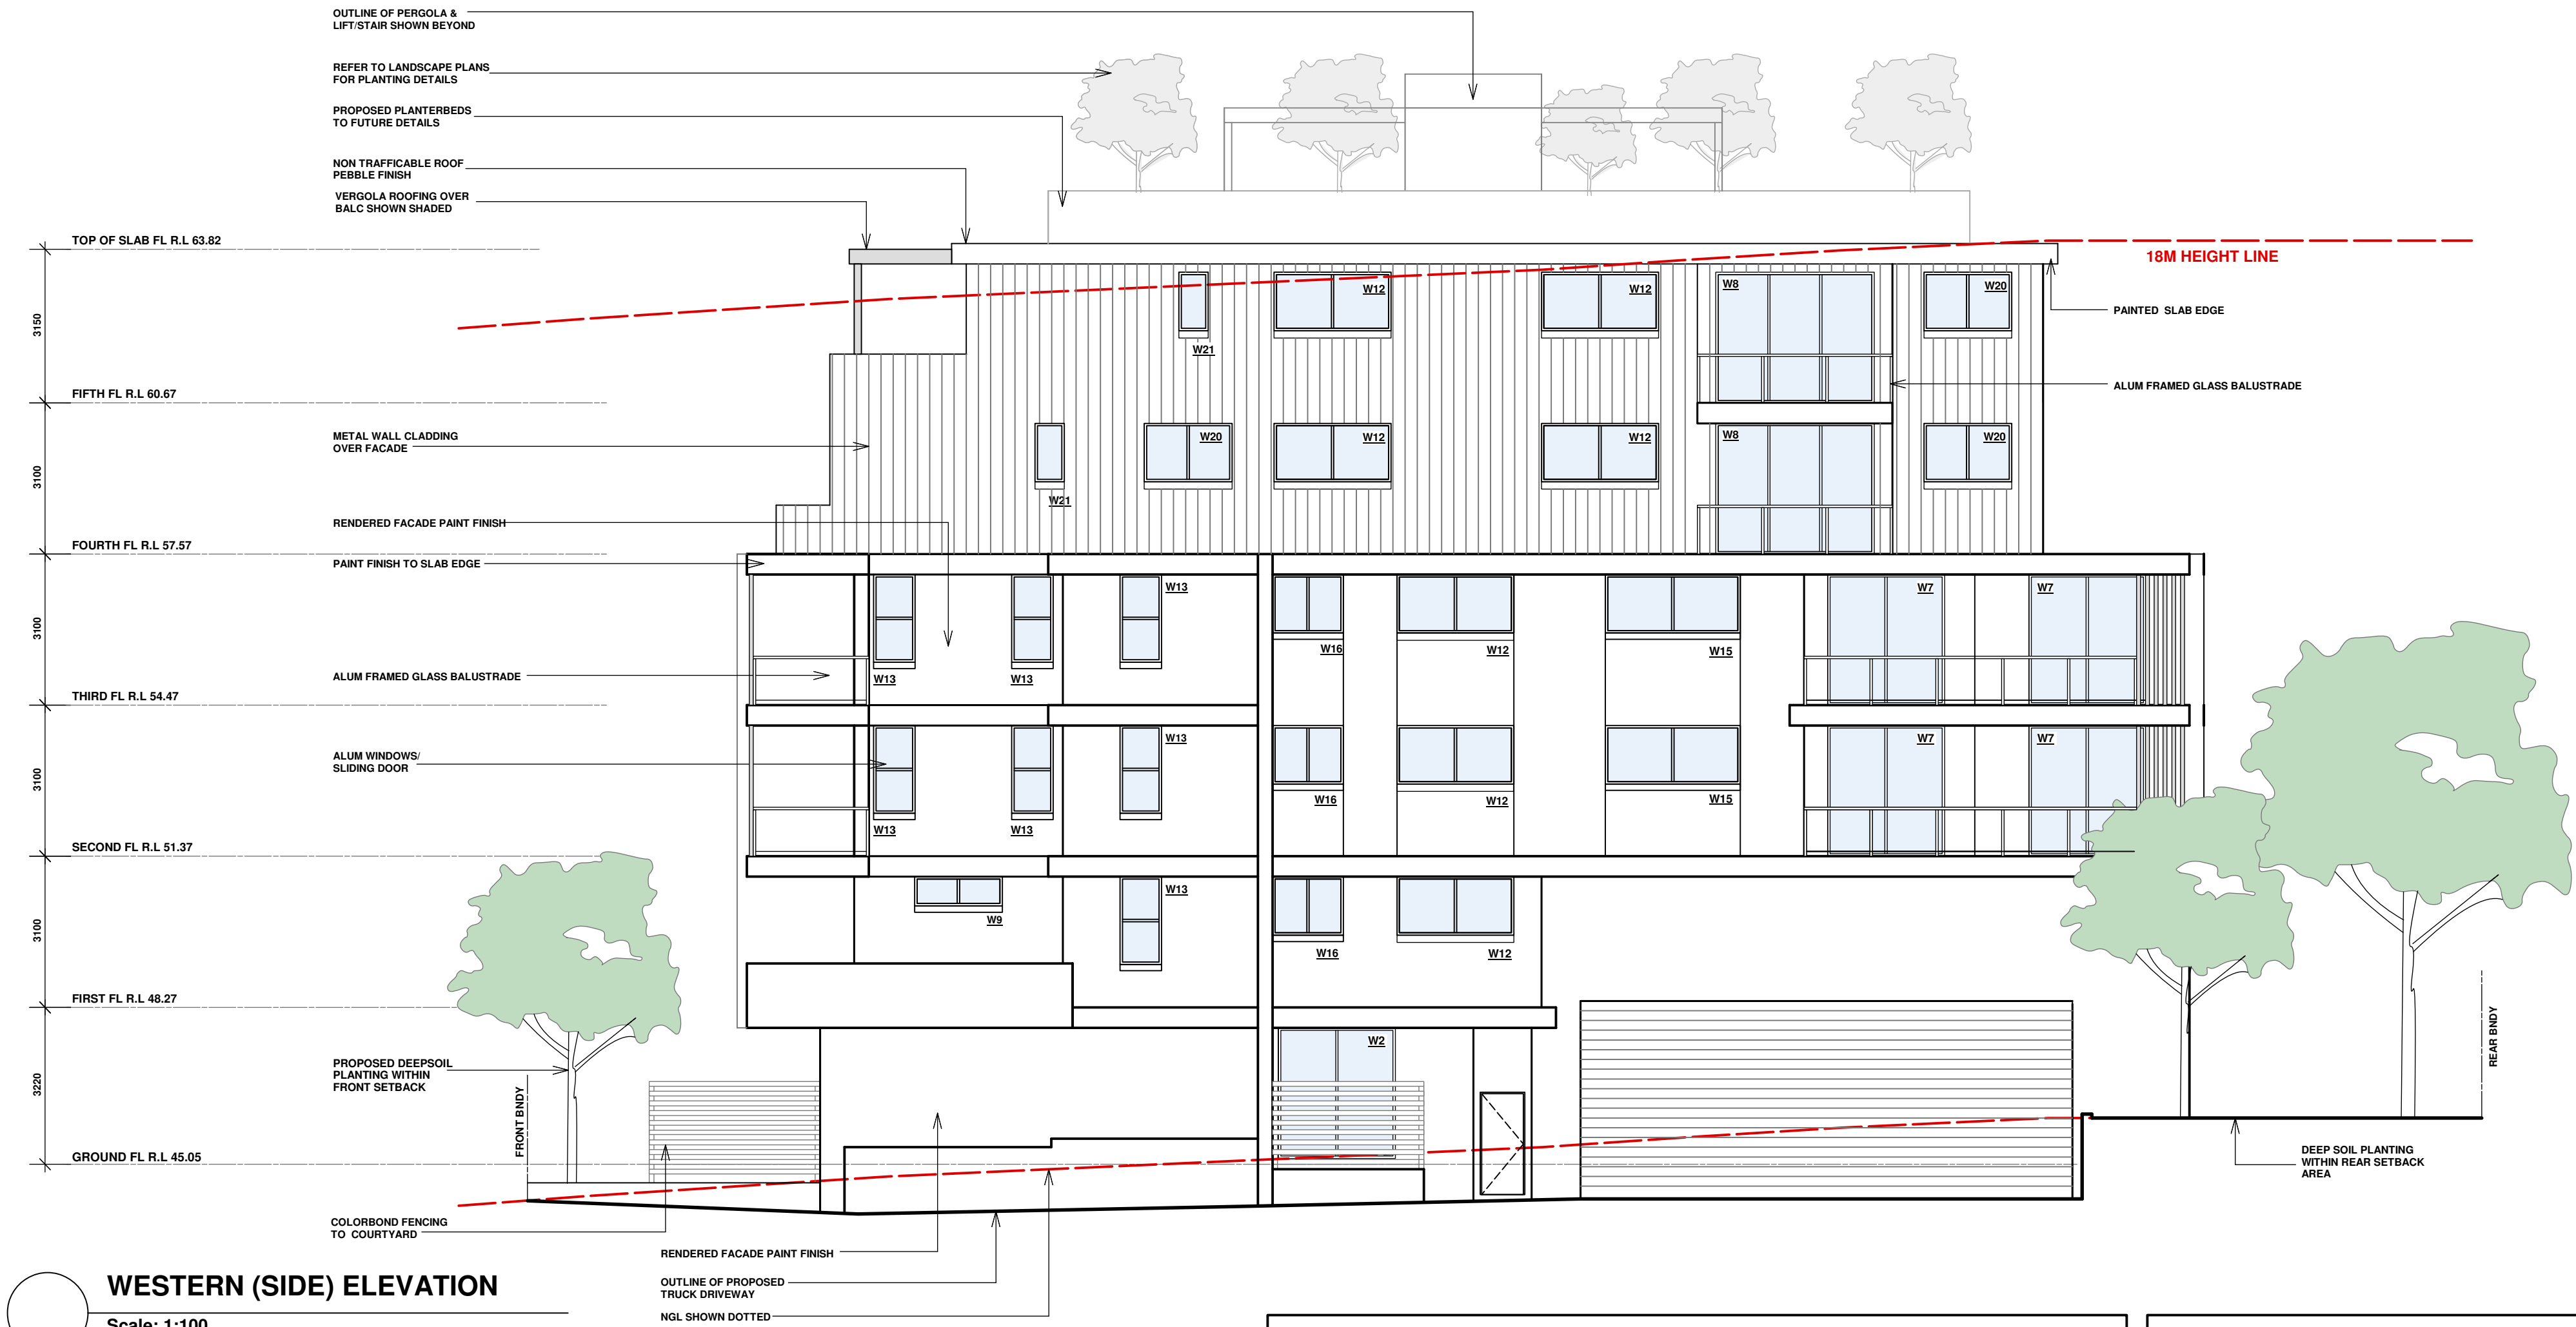 OUTLINE OF PERGOLA &
LIFT/STAIR SHOWN BEYOND
REFER TO LANDSCAPE PLANS
FOR PLANTING DETAILS
PROPOSED PLANTERBEDS
TO FUTURE DETAILS
NON TRAFFICABLE ROOF
PEBBLE FINISH
VERGOLA ROOFING OVER
BALC SHOWN SHADED
TOP OF SLAB FL R.L 63.82
18M HEIGHT LINE
W12
W12
W8
W20
3150
PAINTED  SLAB EDGE
W21
ALUM FRAMED GLASS BALUSTRADE
FIFTH FL R.L 60.67
METAL WALL CLADDING
OVER FACADE
W20
W12
W12
W8
W20
3100
W21
RENDERED FACADE PAINT FINISH
FOURTH FL R.L 57.57
PAINT FINISH TO SLAB EDGE
W13
W7
W7
3100
W16
W12
W15
ALUM FRAMED GLASS BALUSTRADE
W13
W13
THIRD FL R.L 54.47
W13
W7
W7
ALUM WINDOWS/
SLIDING DOOR
3100
W16
W12
W15
W13
W13
SECOND FL R.L 51.37
W13
W9
3100
W16
W12
FIRST FL R.L 48.27
W2
REAR BNDY
PROPOSED DEEPSOIL
PLANTING WITHIN
FRONT SETBACK
3220
FRONT BNDY
GROUND FL R.L 45.05
DEEP SOIL PLANTING
WITHIN REAR SETBACK
AREA
COLORBOND FENCING
TO  COURTYARD
RENDERED FACADE PAINT FINISH
OUTLINE OF PROPOSED
TRUCK DRIVEWAY
NGL SHOWN DOTTED
WESTERN (SIDE) ELEVATION
Scale: 1:100